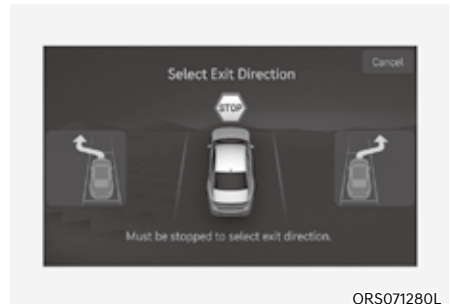 Cancel
Select Exit Direction
STOP
Must be stopped to select exit direction.
ORS071280L